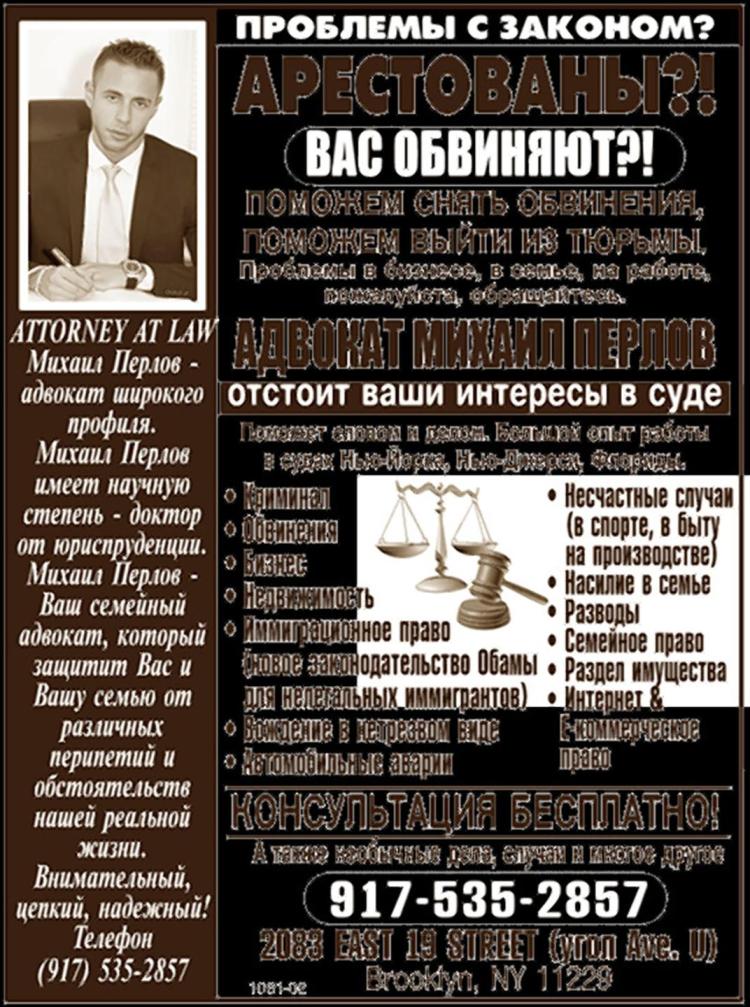 ATTORNEY AT LAW
Михаил Перлов -
адвокат широкого
профиля.
Михаил Перлов
имеет научную
степень - доктор
от юриспруденции.
Михаил Перлов -
Ваш семейный
адвокат, который
защитит Вас и
Вашу семью от
различных
перипетий и
обстоятельств
нашей реальной
жизни.
Внимательный,
цепкий, надежный!
Телефон
(917) 535-2857
ПРОБЛЕМЫ С ЗАКОНОМ?
АРЕСТОВАНЫ?!
ВАС ОБВИНЯЮТ?!
ПОМОЖЕМ СНЯТЬ ОБВИНЕНИЯ,
ПОМОЖЕМ ВЫЙТИ ИЗ ТЮРЬМЫ.
Проблемы в бизнесе, в семье, на работе,
пожалуйста, обращайтесь.
АДВОКАТ МИХАИЛ ПЕРЛОВ
отстоит ваши интересы в суде
Поможет словом и делом. Большой опыт работы
в судах Нью-Йорка, Нью-Джерси, Флориды.
• Криминал
• Обвинения
• Бизнес
• Недвижимость
• Иммиграционное право
(новое законодательство Обамы
для нелегальных иммигрантов)
• Вождение в нетрезвом виде
• Автомобильные аварии
• Несчастные случаи
(в спорте, в быту
на производстве)
• Насилие в семье
• Разводы
• Семейное право
• Раздел имущества
• Интернет &
Е-коммерческое
право
КОНСУЛЬТАЦИЯ БЕСПЛАТНО!
А также необычные дела, случаи и многое другое
917-535-2857
2083 EAST 19 STREET (угол Ave. U)
Brooklyn, NY 11229
1081-02